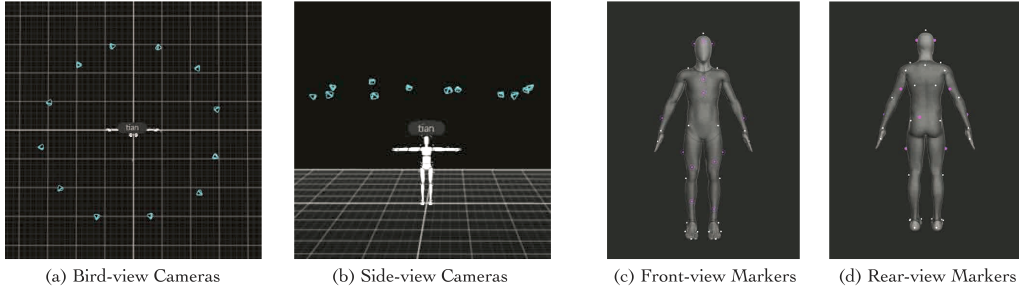 tian
tian
(a) Bird-view Cameras
(b) Side-view Cameras
(c) Front-view Markers
(d) Rear-view Markers